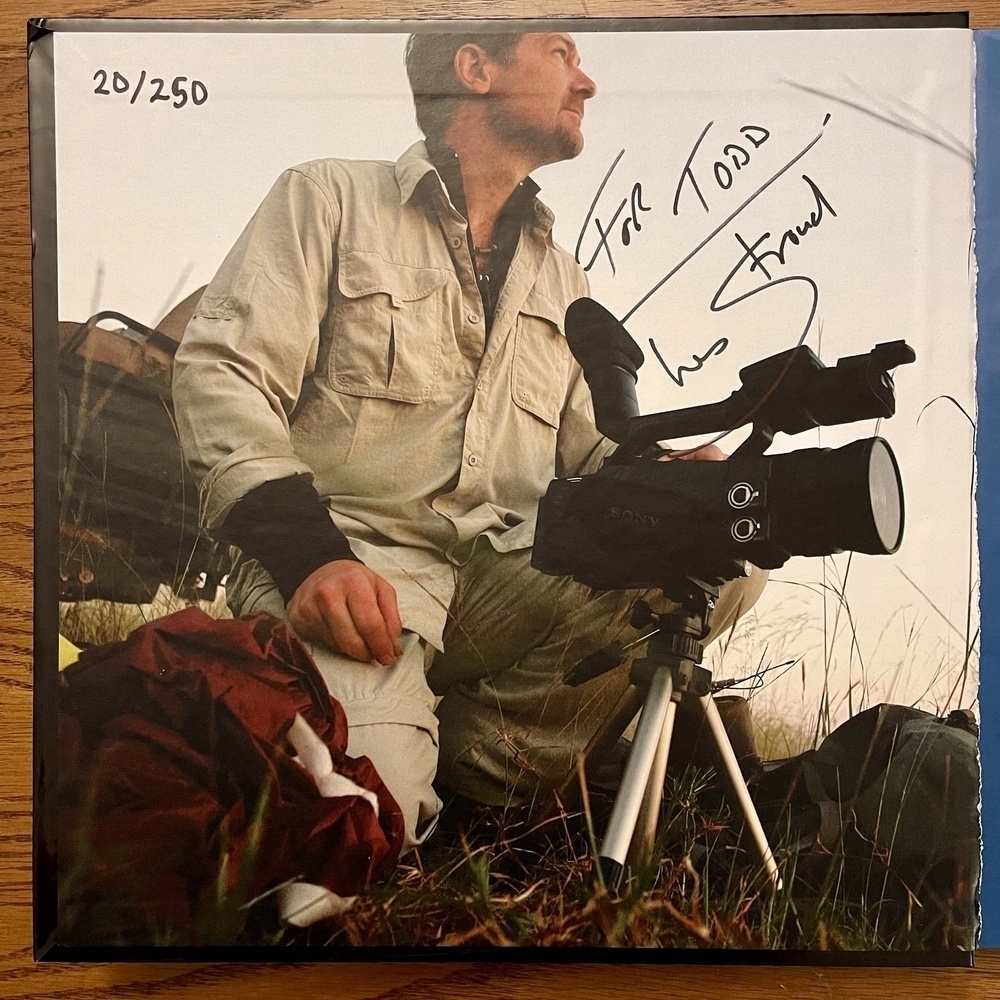 20/250
FOR TODD
Les Stroud
SONY